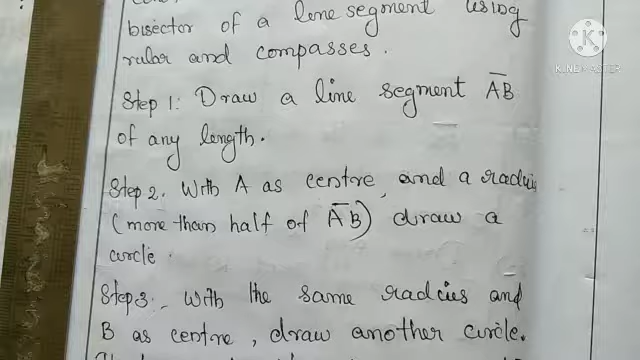 bisector of a line segment using
rular and compasses.
Step 1: Draw a line segment AB
of any length.
Step 2. With A as centre, and a radius
(more than half of AB) draw a
circle.
Step 3:- With the same radius and
B as centre, draw another circle.
K
KINEMASTER